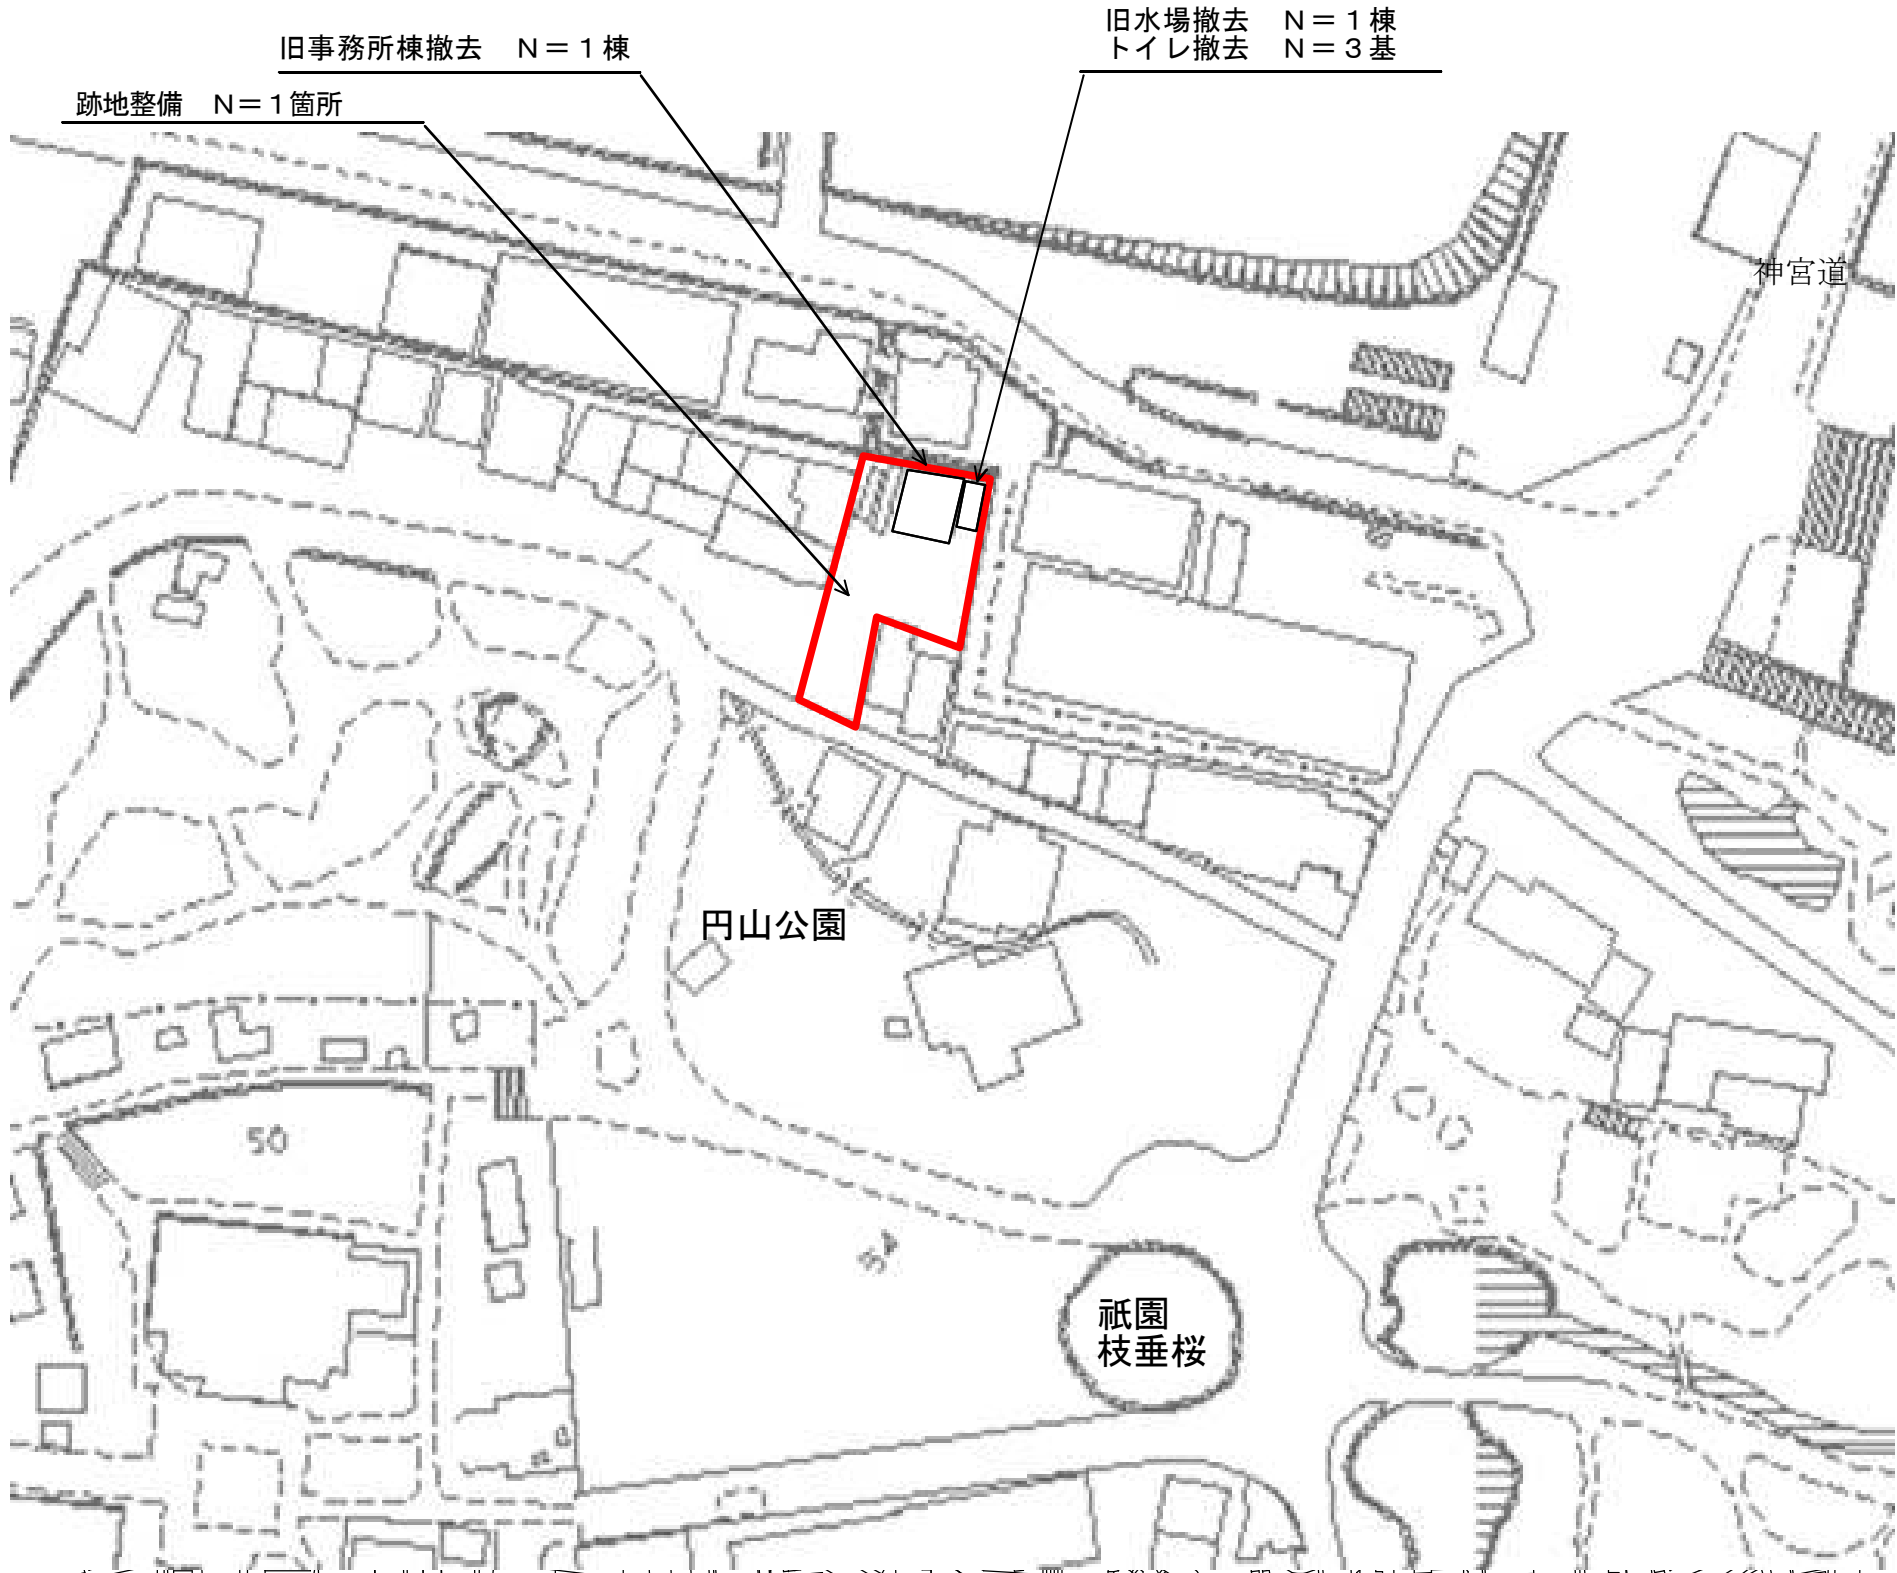 旧水場撤去　Ｎ＝１棟
トイレ撤去　Ｎ＝３基
旧事務所棟撤去　Ｎ＝１棟
跡地整備　Ｎ＝１箇所
神宮道
円山公園
50
54
祇園
枝垂桜